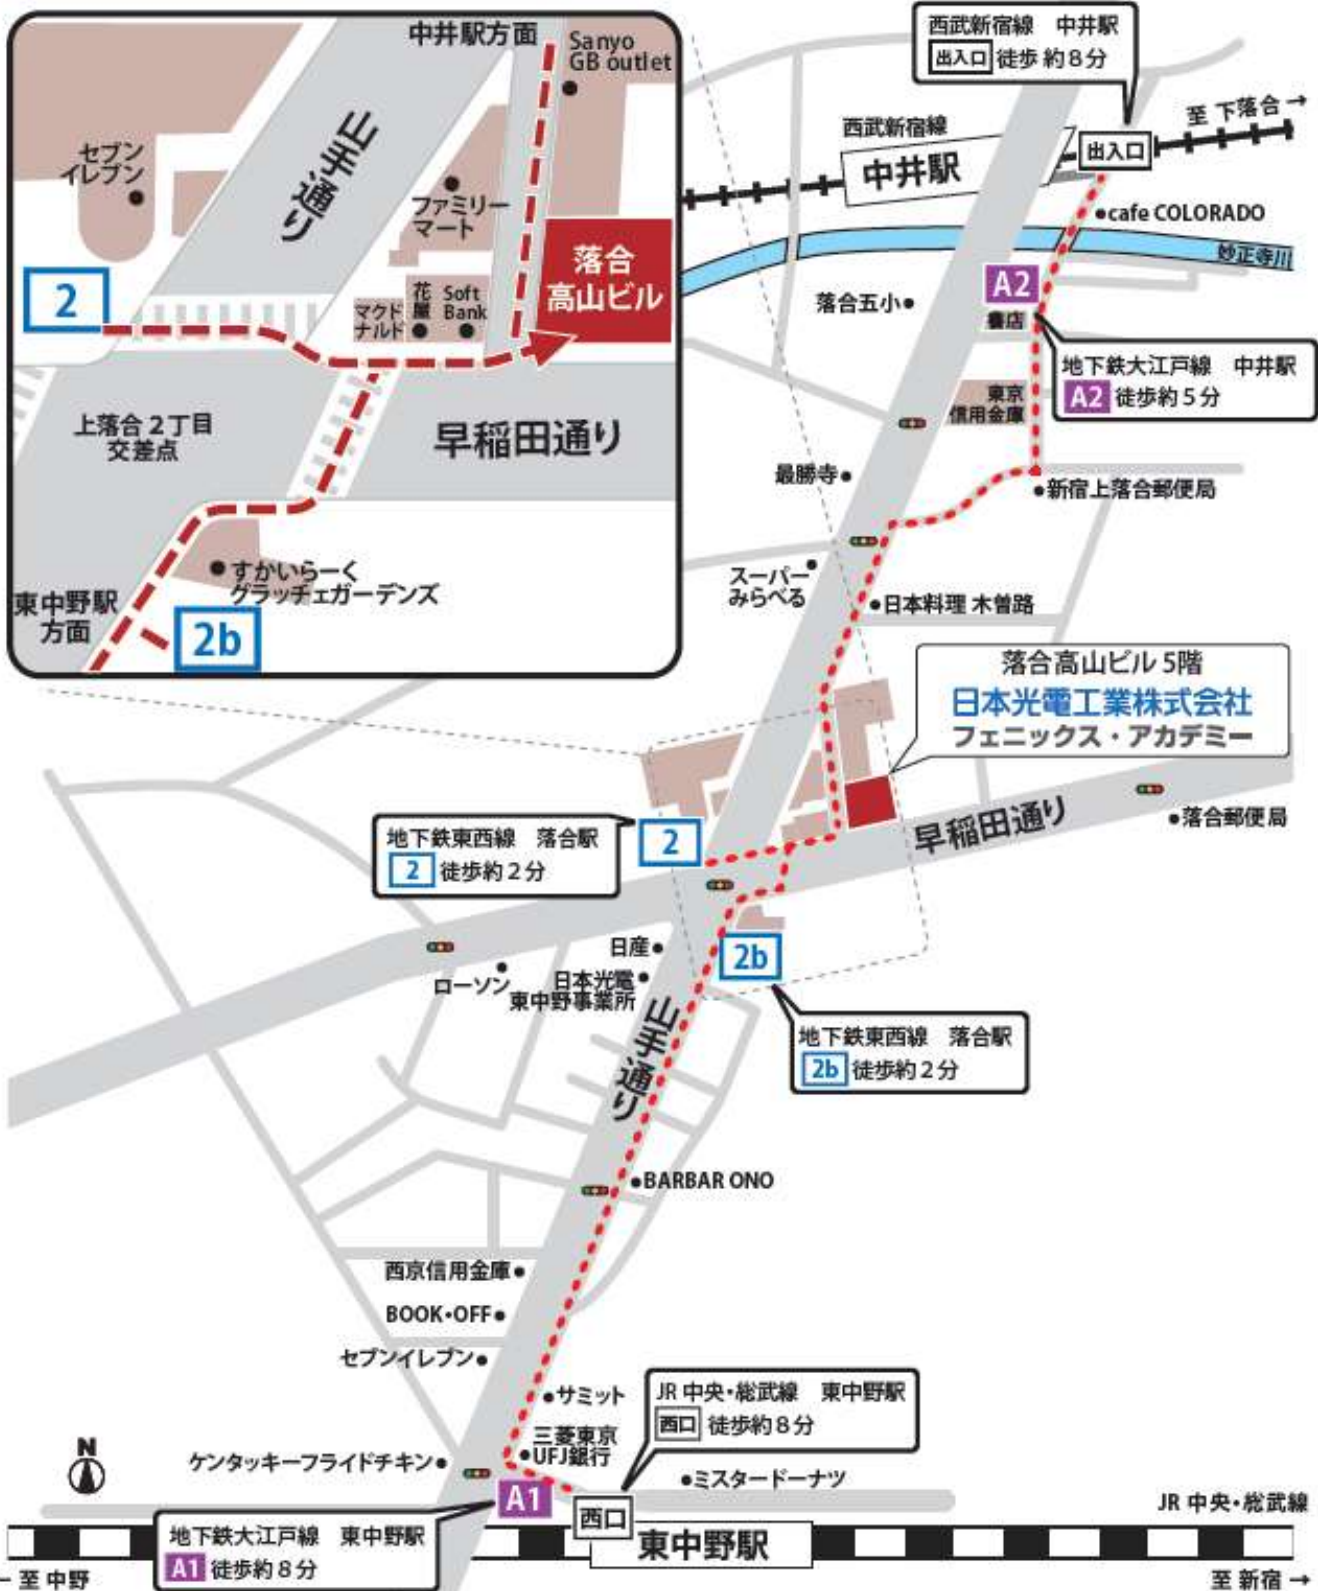 中井駅方面
Sanyo
GB outlet
山手通り
セブン
イレブン
ファミリー
マート
2
マクド
ナルド
花屋
Soft
Bank
落合
高山ビル
上落合2丁目
交差点
早稲田通り
すかいらーく
グラッチェガーデンズ
東中野駅
方面
2b
西武新宿線 中井駅
出入口 徒歩 約8分
至 下落合 →
西武新宿線
中井駅
出入口
cafe COLORADO
妙正寺川
A2
落合五小
書店
地下鉄大江戸線 中井駅
A2 徒歩約5分
東京
信用金庫
最勝寺
新宿上落合郵便局
スーパー
みらべる
日本料理 木曽路
落合高山ビル 5階
日本光電工業株式会社
フェニックス・アカデミー
早稲田通り
落合郵便局
地下鉄東西線 落合駅
2 徒歩約2分
2
2b
日産
ローソン
日本光電
東中野事業所
山手通り
地下鉄東西線 落合駅
2b 徒歩約2分
BARBAR ONO
西京信用金庫
BOOK・OFF
セブンイレブン
サミット
JR 中央・総武線 東中野駅
西口 徒歩約8分
三菱東京
UFJ銀行
N
ケンタッキーフライドチキン
ミスタードーナツ
A1
西口
JR 中央・総武線
地下鉄大江戸線 東中野駅
A1 徒歩約8分
東中野駅
← 至 中野
至 新宿 →